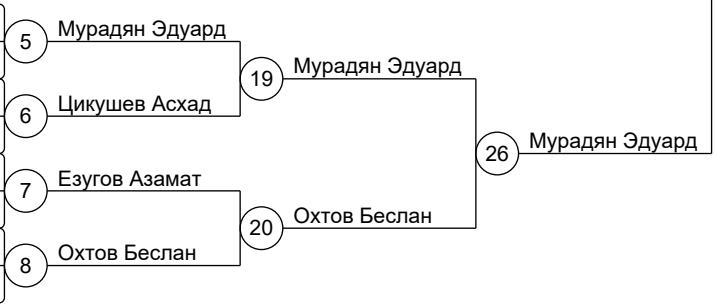 5 Мурадян Эдуард
19 Мурадян Эдуард
6 Цикушев Асхад
26 Мурадян Эдуард
7 Езугов Азамат
20 Охтов Беслан
8 Охтов Беслан